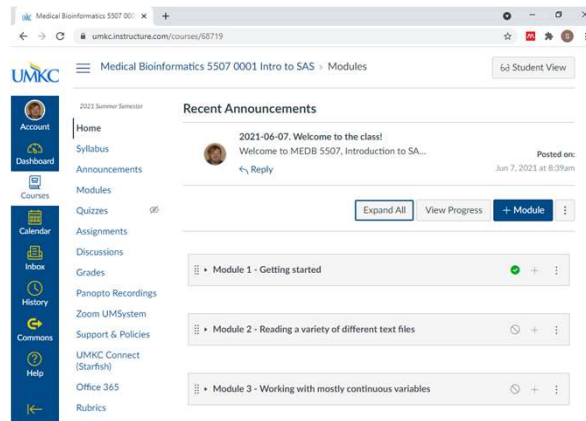 Medical Bioinformatics 5507 000
umkc.instructure.com/courses/68719
UMKC
Medical Bioinformatics 5507 0001 Intro to SAS > Modules
Student View
Account
Dashboard
Courses
Calendar
Inbox
History
Commons
Help
2021 Summer Semester
Home
Syllabus
Announcements
Modules
Quizzes
Assignments
Discussions
Grades
Panopto Recordings
Zoom UMSystem
Support & Policies
UMKC Connect
(Starfish)
Office 365
Rubrics
Recent Announcements
2021-06-07. Welcome to the class!
Welcome to MEDB 5507, Introduction to SA...
Reply
Posted on:
Jun 7, 2021 at 8:39am
Expand All
View Progress
+ Module
Module 1 - Getting started
Module 2 - Reading a variety of different text files
Module 3 - Working with mostly continuous variables